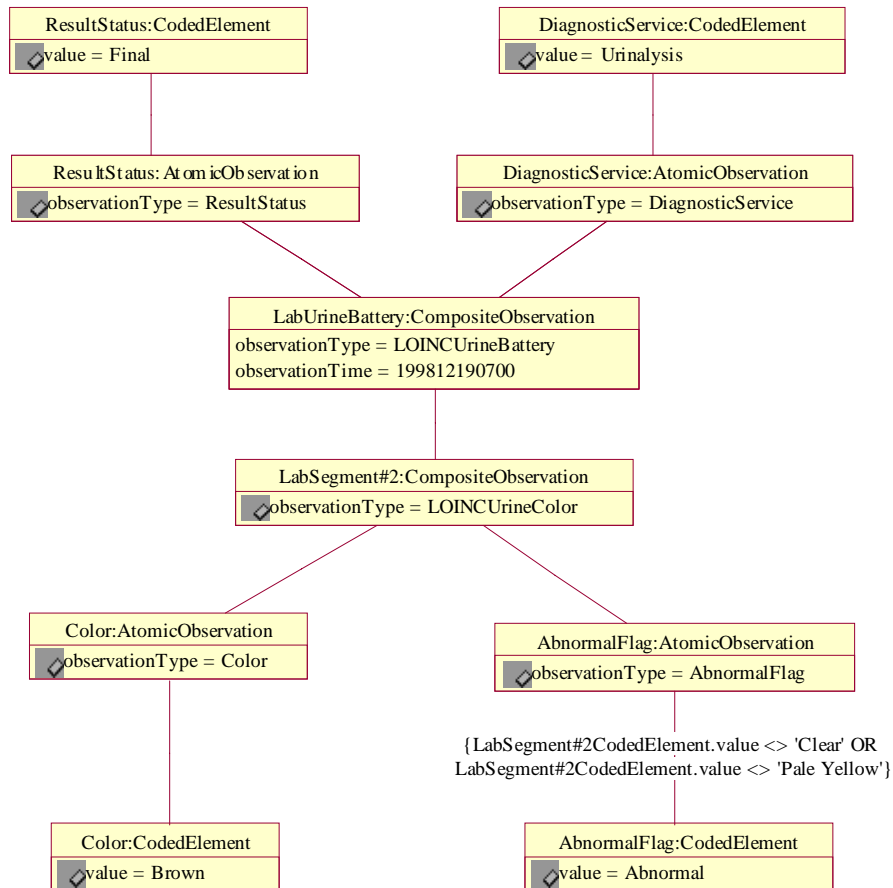 ResultStatus:CodedElement
value = Final
DiagnosticService:CodedElement
value = Urinalysis
ResultStatus:AtomicObservation
observationType = ResultStatus
DiagnosticService:AtomicObservation
observationType = DiagnosticService
LabUrineBattery:CompositeObservation
observationType = LOINCUrineBattery
observationTime = 199812190700
LabSegment#2:CompositeObservation
observationType = LOINCUrineColor
Color:AtomicObservation
observationType = Color
AbnormalFlag:AtomicObservation
observationType = AbnormalFlag
{LabSegment#2CodedElement.value <> 'Clear' OR
LabSegment#2CodedElement.value <> 'Pale Yellow'}
Color:CodedElement
value = Brown
AbnormalFlag:CodedElement
value = Abnormal